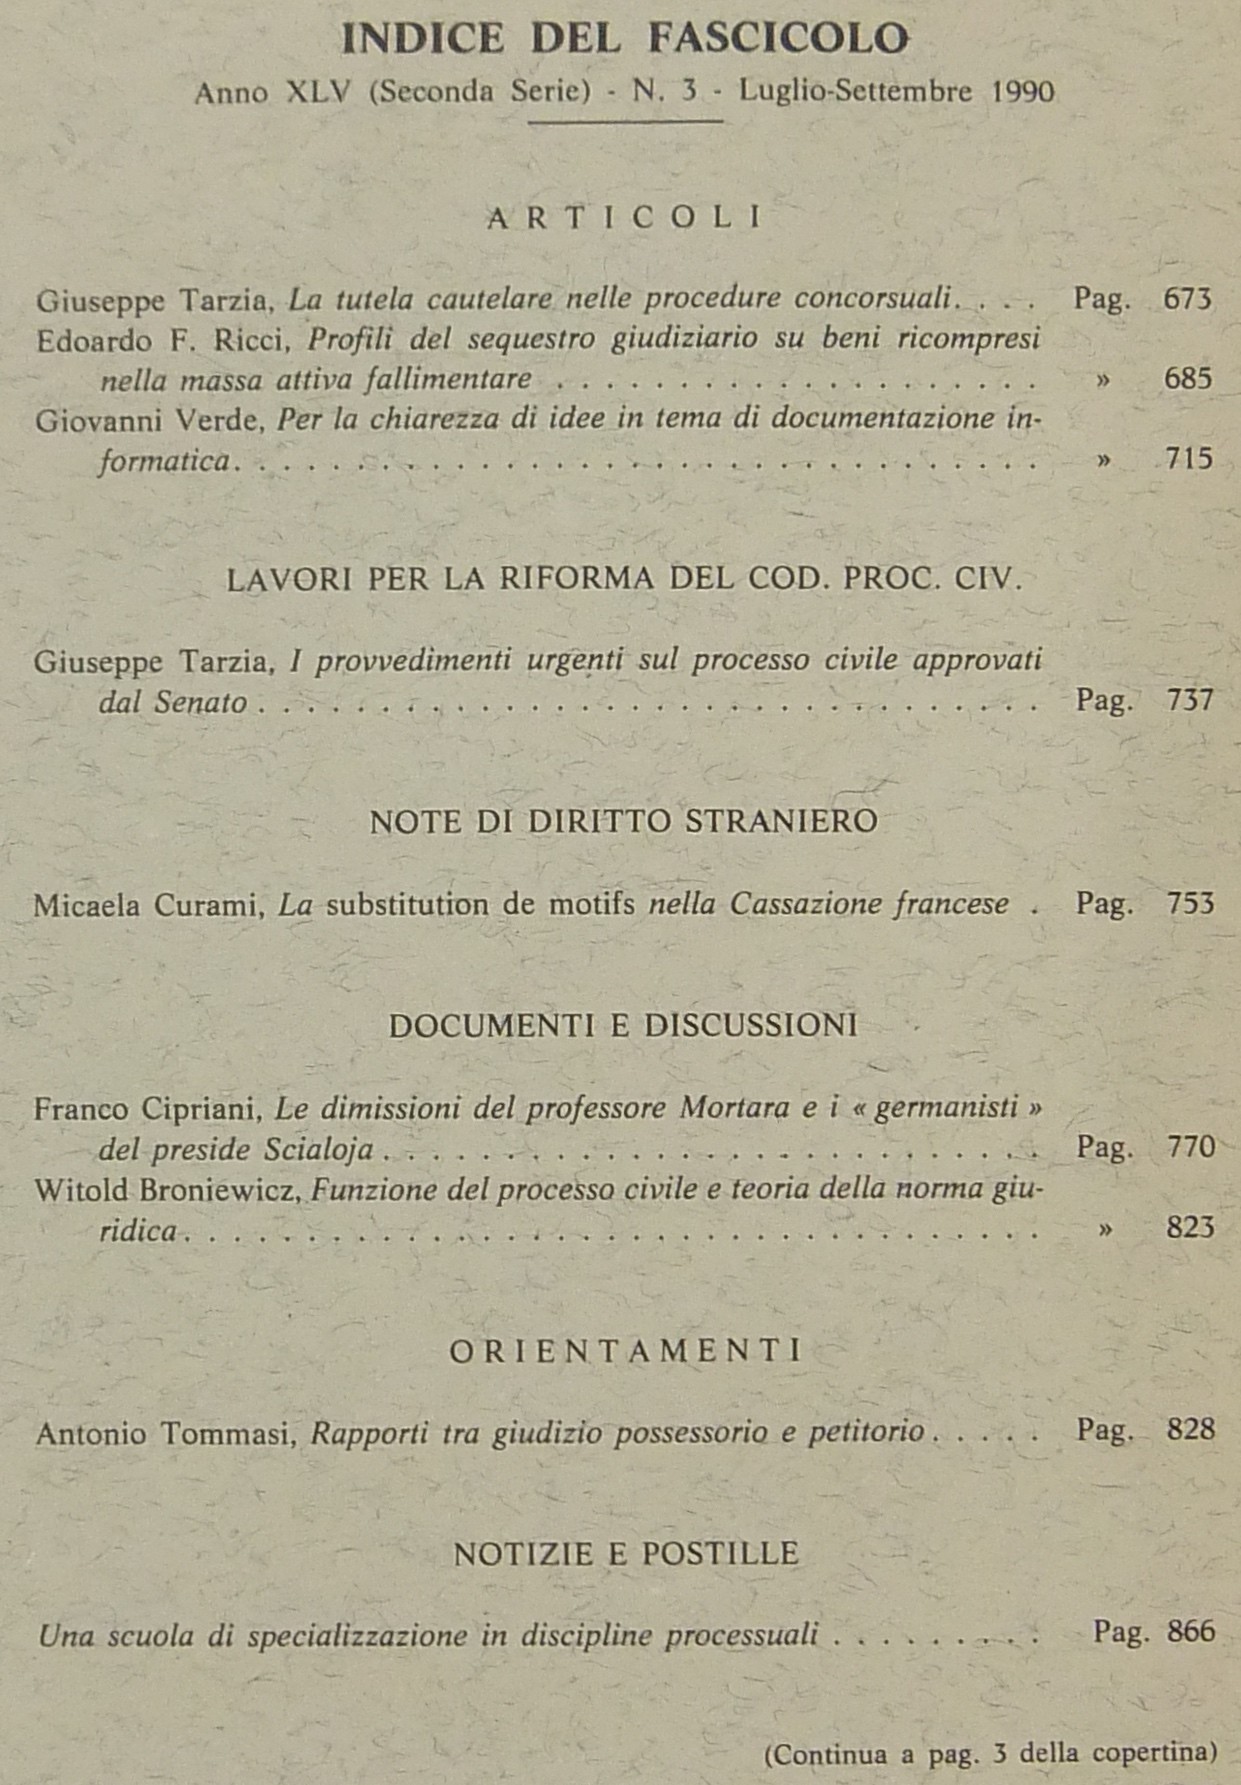 INDICE DEL FASCICOLO
Anno XLV (Seconda Serie) - N. 3 - Luglio-Settembre 1990
ARTICOLI
Giuseppe Tarzia, La tutela cautelare nelle procedure concorsuali. . . . Pag. 673
Edoardo F. Ricci, Profili del sequestro giudiziario su beni ricompresi
nella massa attiva fallimentare . . . . . . . . . . . . . . . . . . . . » 685
Giovanni Verde, Per la chiarezza di idee in tema di documentazione in-
formatica. . . . . . . . . . . . . . . . . . . . . . . . . . . . . . . . . » 715
LAVORI PER LA RIFORMA DEL COD. PROC. CIV.
Giuseppe Tarzia, I provvedimenti urgenti sul processo civile approvati
dal Senato . . . . . . . . . . . . . . . . . . . . . . . . . . . . . . . . Pag. 737
NOTE DI DIRITTO STRANIERO
Micaela Curami, La substitution de motifs nella Cassazione francese . Pag. 753
DOCUMENTI E DISCUSSIONI
Franco Cipriani, Le dimissioni del professore Mortara e i « germanisti »
del preside Scialoja . . . . . . . . . . . . . . . . . . . . . . . . . . . Pag. 770
Witold Broniewicz, Funzione del processo civile e teoria della norma giu-
ridica. . . . . . . . . . . . . . . . . . . . . . . . . . . . . . . . . . . » 823
ORIENTAMENTI
Antonio Tommasi, Rapporti tra giudizio possessorio e petitorio . . . . . Pag. 828
NOTIZIE E POSTILLE
Una scuola di specializzazione in discipline processuali . . . . . . . . . Pag. 866
(Continua a pag. 3 della copertina)